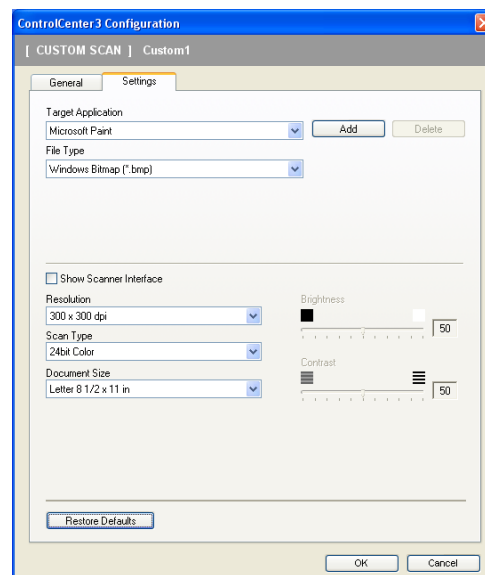 ControlCenter3 Configuration
[ CUSTOM SCAN ] Custom1
General Settings
Target Application
Microsoft Paint Add Delete
File Type
Windows Bitmap (*.bmp)
Show Scanner Interface
Resolution Brightness
300 x 300 dpi
50
Scan Type
24bit Color
Contrast
Document Size
Letter 8 1/2 x 11 in 50
Restore Defaults
OK Cancel